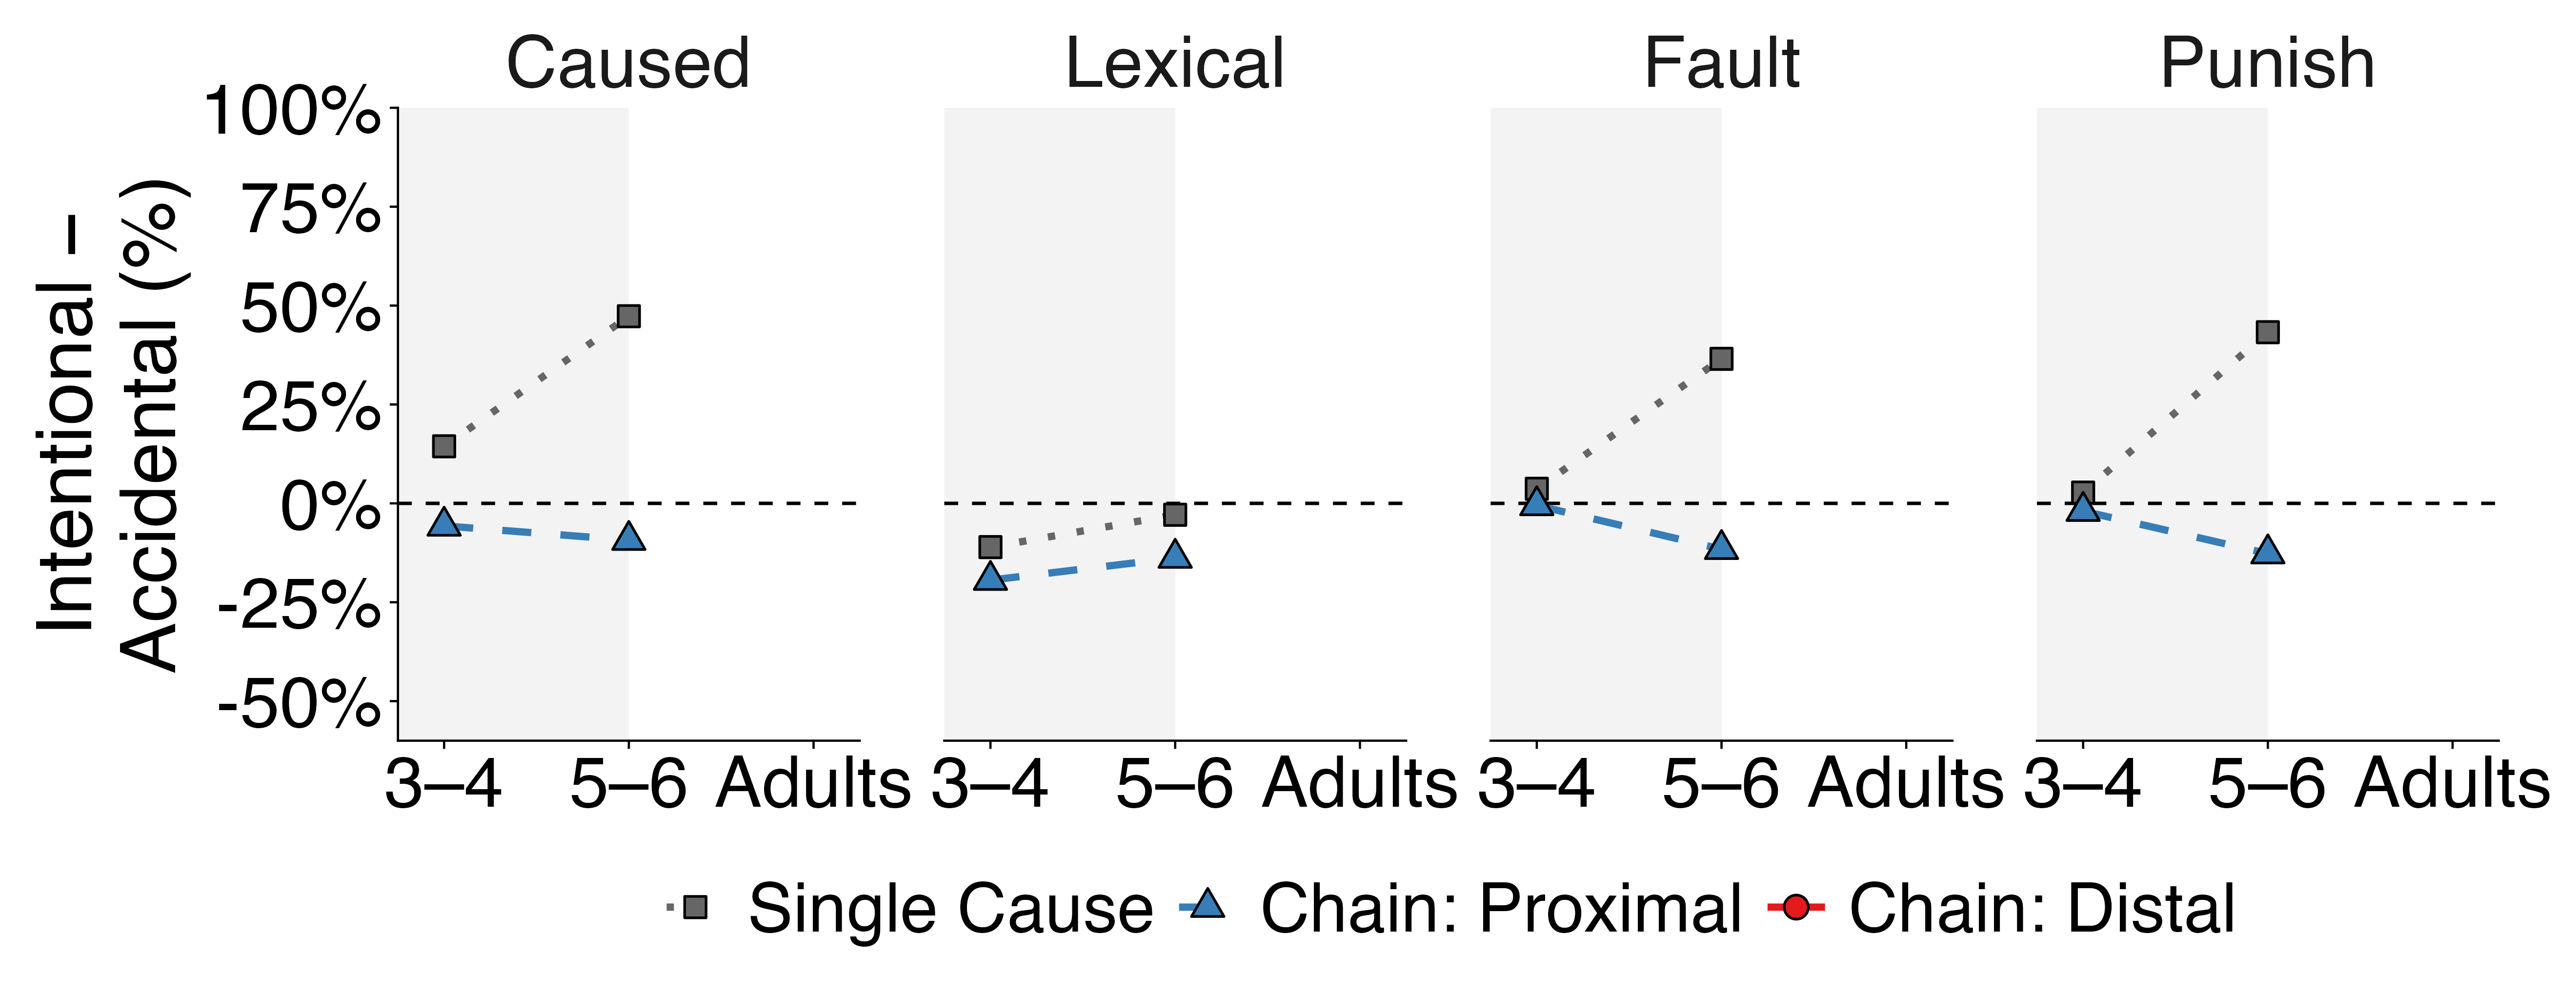 Caused Lexical Fault Punish
Intentional –
Accidental (%)
100%
75%
50%
25%
0%
-25%
-50%
3–4 5–6 Adults 3–4 5–6 Adults 3–4 5–6 Adults 3–4 5–6 Adults
Single Cause Chain: Proximal Chain: Distal